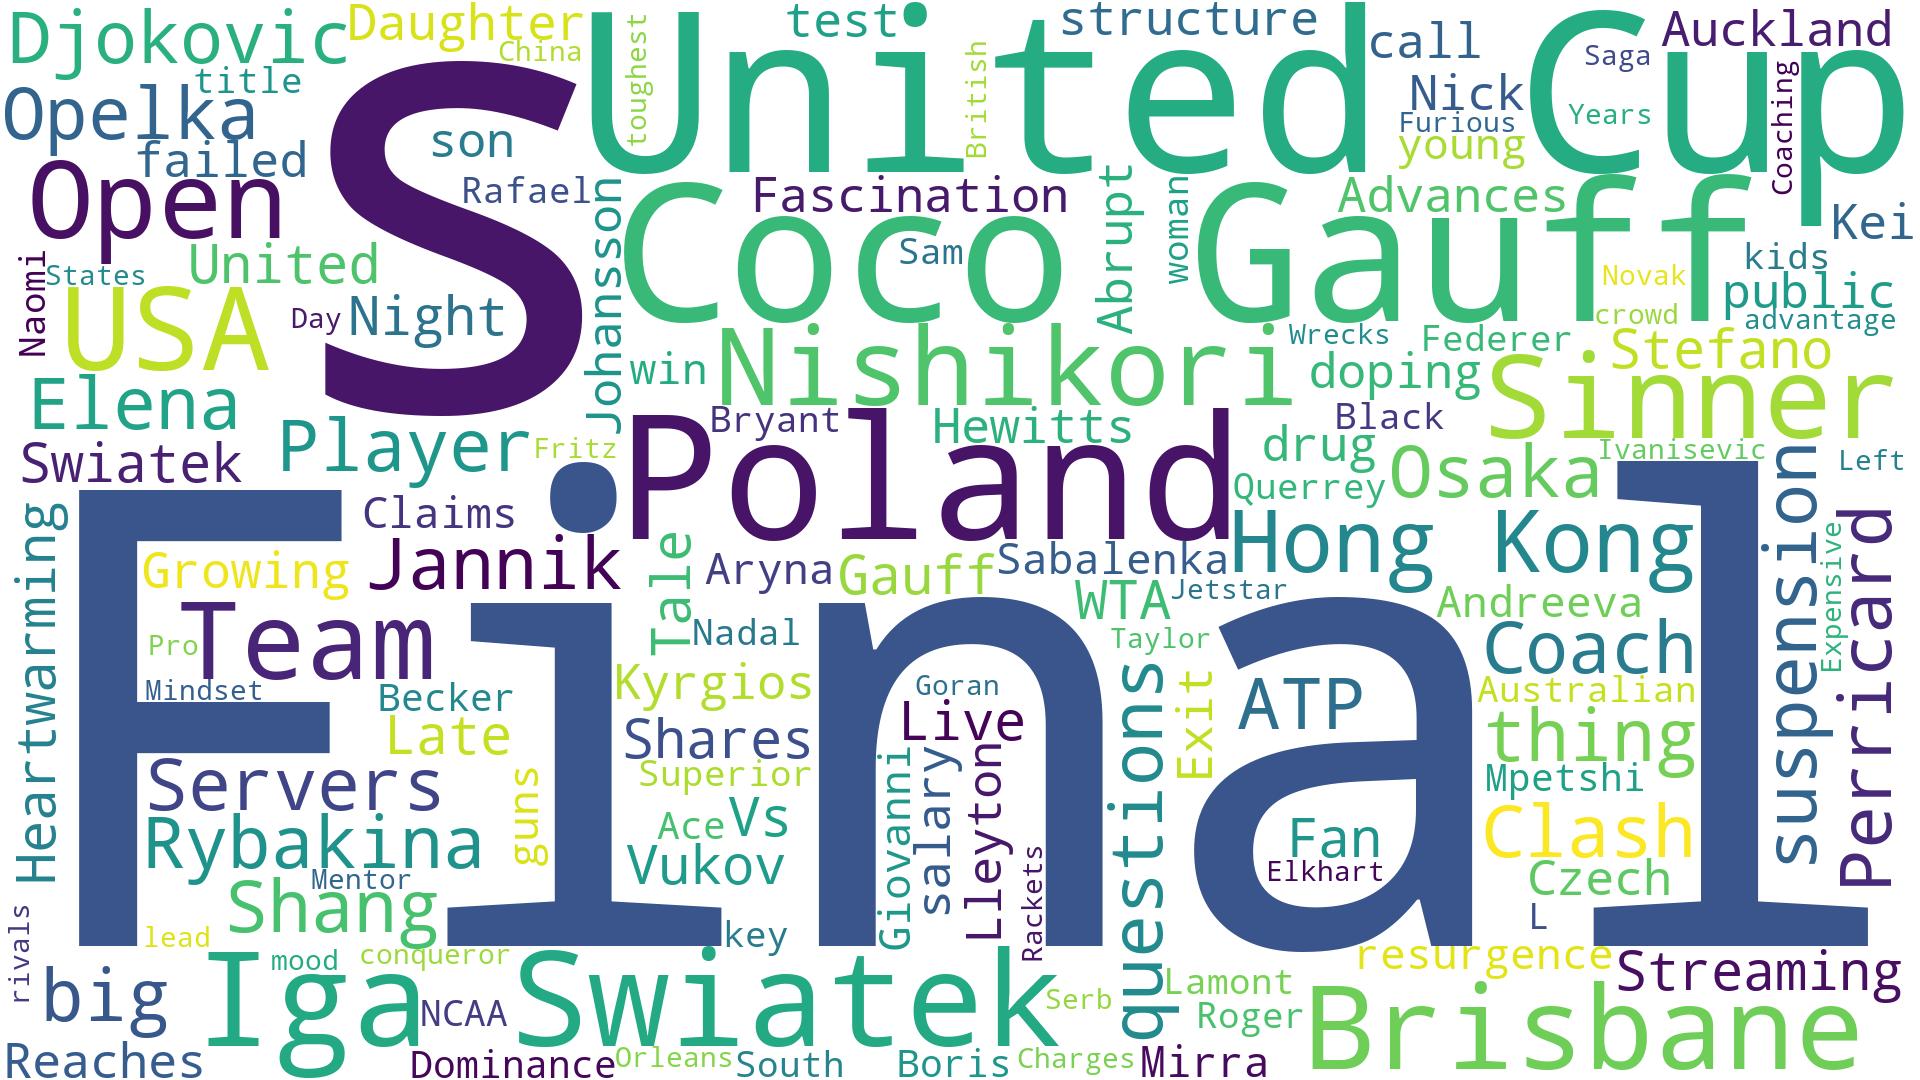 Djokovic
Daughter
China
title
Opelka
failed
son
Rafael
Open
S
United Cup
toughest
test
British
structure
call
Nick
Furious
young
Saga
Years
Auckland
Coaching
Kei
Coco Gauff
Fascination
Sam
Abrupt
woman
Advances
kids
Novak
public
crowd
advantage
Naomi
States
United
USA
Day
Night
Johansson
win
Nishikori
Wrecks
Federer
doping
Stefano
Sinner
Elena
Player
Fritz
Swiatek
Bryant
Hewitts
Black
drug
Querrey
Osaka
Ivanisevic
Left
Poland
Final
Heartwarming
Claims
Growing
Jannik
Tale
Aryna
Gauff
Sabalenka
WTA
Jetstar
Hong Kong
Andreeva
suspension
Expensive
Perricard
Team
Pro
Mindset
Nadal
Taylor
Coach
Kyrgios
Goran
Becker
Late
Shares
Live
questions
Exit
ATP
Australian
thing
Servers
guns
Superior
Giovanni
salary
Lleyton
Mpetshi
Rybakina
Ace
Vs
Vukov
Rackets
Fan
Elkhart
Clash
Czech
L
Mentor
Shang
lead
rivals
mood
conqueror
key
resurgence
Streaming
big
Iga Swiatek
NCAA
Serb
Lamont
Roger
Brisbane
Reaches
Dominance
Orleans
South
Boris
Charges
Mirra